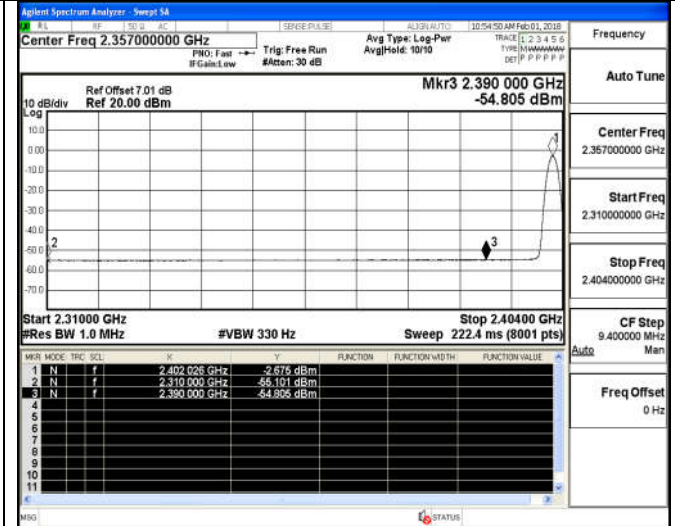 Agilent Spectrum Analyzer - Swept SA
RL RF 50 Ω AC SENSE:PULSE ALIGN AUTO 10:54:50 AM Feb 01, 2018
Center Freq 2.357000000 GHz
PNO: Fast
IFGain:Low
Trig: Free Run
#Atten: 30 dB
Avg Type: Log-Pwr
Avg|Hold: 10/10
TRACE 1 2 3 4 5 6
TYPE MWWWWW
DET P P P P P P
Ref Offset 7.01 dB
10 dB/div Ref 20.00 dBm
Log
Mkr3 2.390 000 GHz
-54.805 dBm
10.0
0.00
-10.0
-20.0
-30.0
-40.0
-50.0
-60.0
-70.0
1
2
3
Start 2.31000 GHz
Stop 2.40400 GHz
#Res BW 1.0 MHz
#VBW 330 Hz
Sweep 222.4 ms (8001 pts)
MKR MODE TRC SCL X Y FUNCTION FUNCTION WIDTH FUNCTION VALUE
1 N f 2.402 026 GHz -2.675 dBm
2 N f 2.310 000 GHz -55.101 dBm
3 N f 2.390 000 GHz -54.805 dBm
4
5
6
7
8
9
10
11
MSG
STATUS
Frequency
Auto Tune
Center Freq
2.357000000 GHz
Start Freq
2.310000000 GHz
Stop Freq
2.404000000 GHz
CF Step
9.400000 MHz
Auto Man
Freq Offset
0 Hz